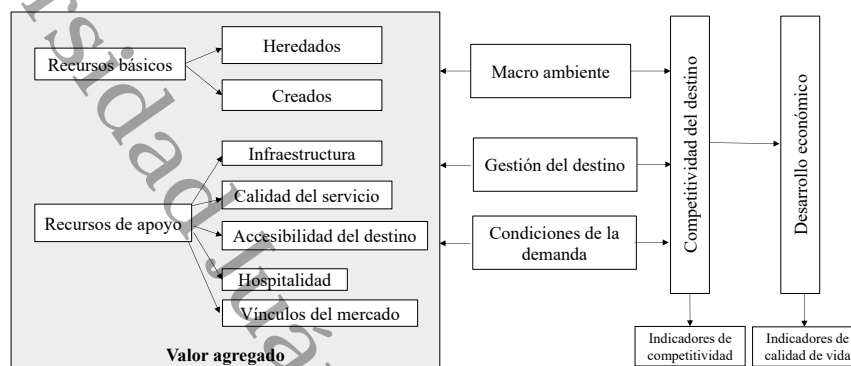 Recursos básicos
Heredados
Creados
Recursos de apoyo
Infraestructura
Calidad del servicio
Accesibilidad del destino
Hospitalidad
Vínculos del mercado
Valor agregado
Macro ambiente
Gestión del destino
Condiciones de la
demanda
Competitividad del destino
Desarrollo económico
Indicadores de
competitividad
Indicadores de
calidad de vida
rsidad Juá